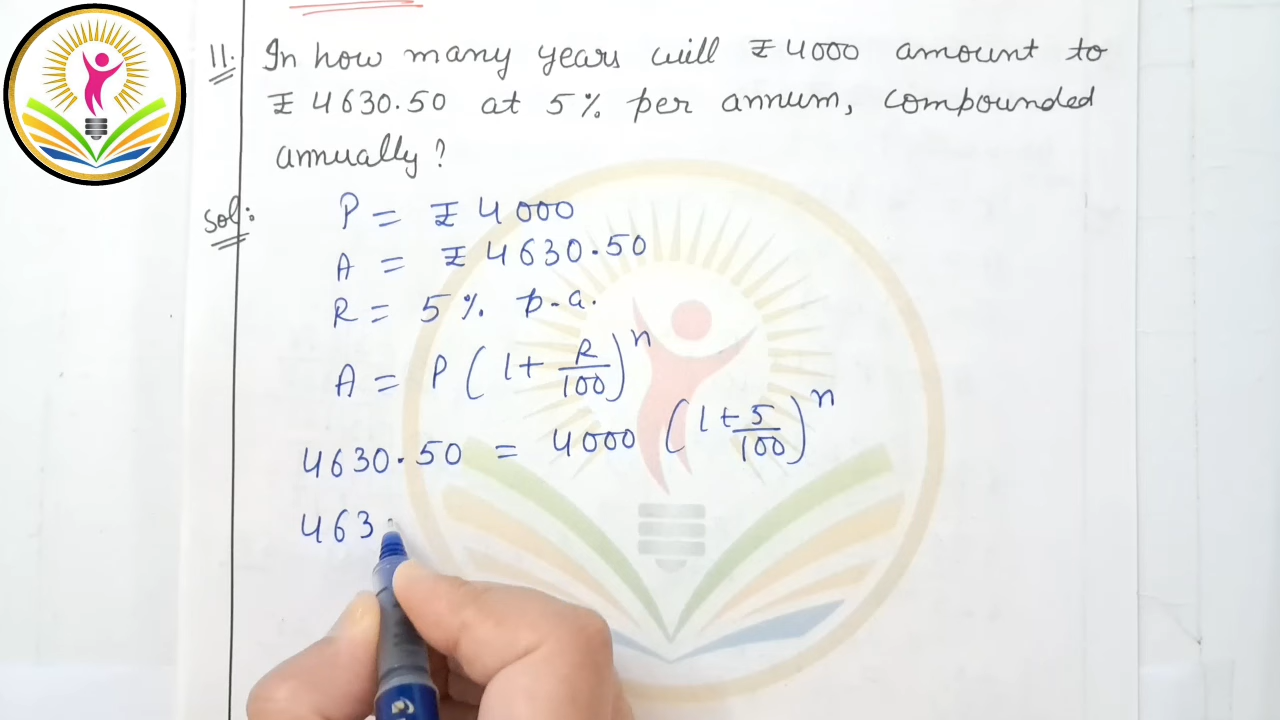 11. In how many years will ₹ 4000 amount to
₹ 4630.50 at 5% per annum, compounded
annually?
Sol:
P = ₹ 4000
A = ₹ 4630.50
R = 5% p.a.
A = P (1 + R/100)^n
4630.50 = 4000 (1 + 5/100)^n
463